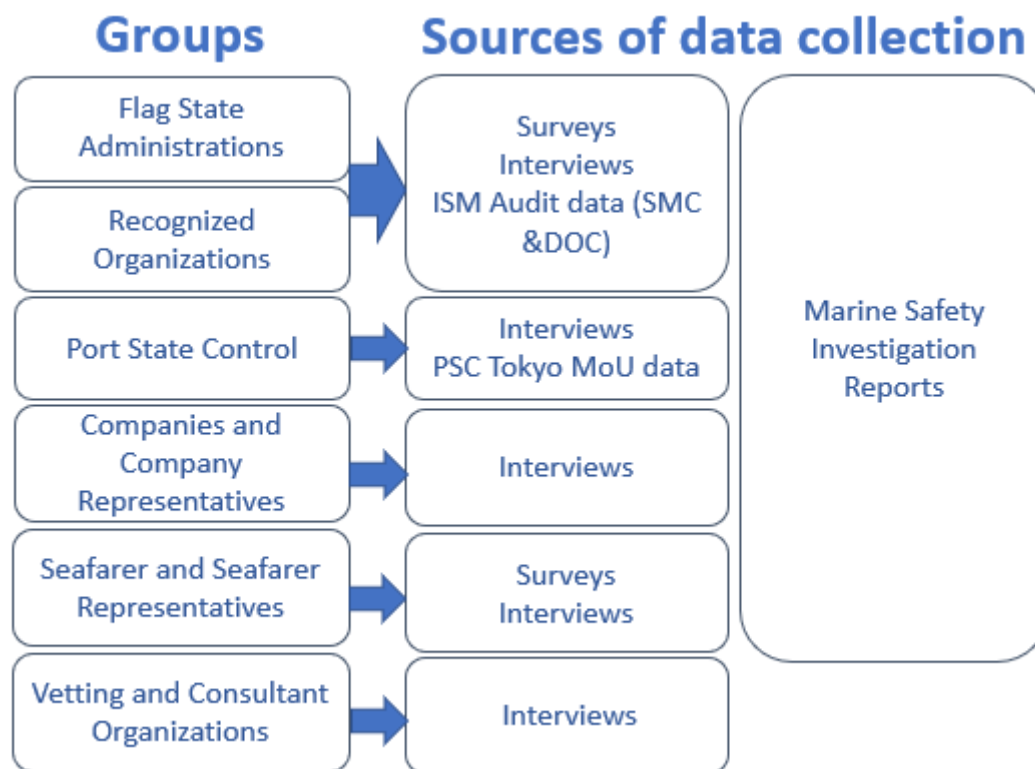 Groups
Sources of data collection
Flag State
Administrations
Recognized
Organizations
Surveys
Interviews
ISM Audit data (SMC
&DOC)
Port State Control
Interviews
PSC Tokyo MoU data
Companies and
Company
Representatives
Interviews
Seafarer and Seafarer
Representatives
Surveys
Interviews
Vetting and Consultant
Organizations
Interviews
Marine Safety
Investigation
Reports